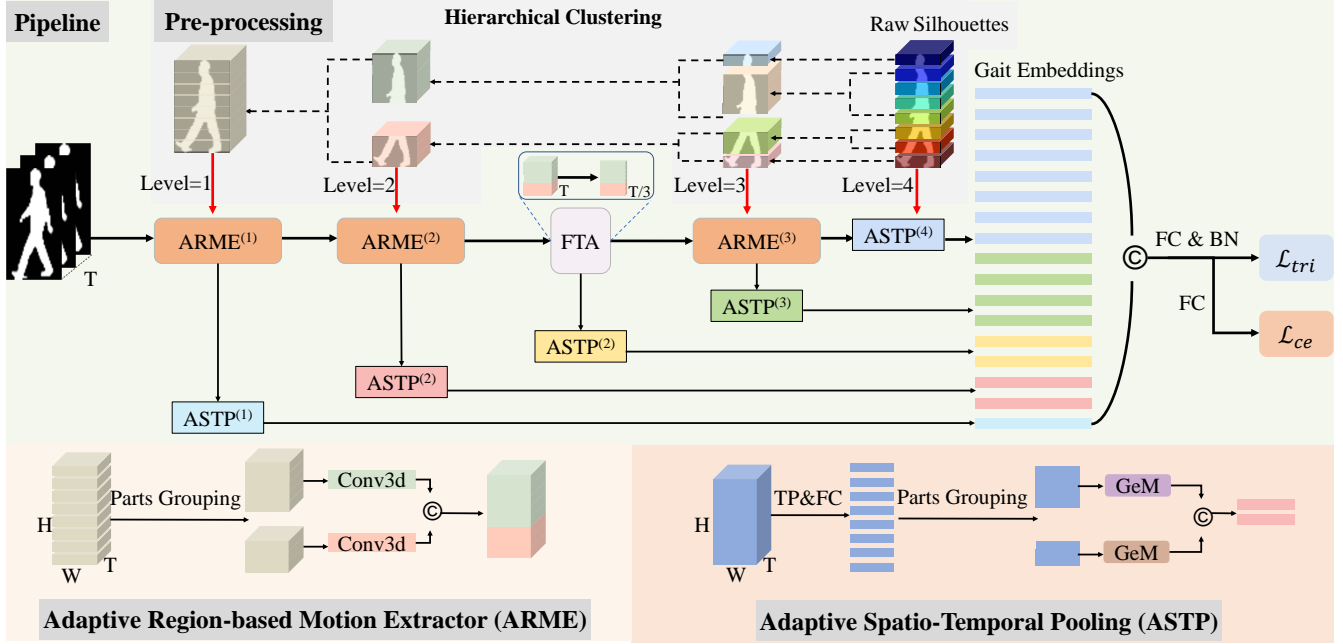 Pipeline
Pre-processing
Hierarchical Clustering
Raw Silhouettes
Gait Embeddings
Level=1
Level=2
T
T/3
Level=3
Level=4
ARME(1)
ARME(2)
FTA
ARME(3)
ASTP(4)
T
©
FC & BN
ℒtri
FC
ℒce
ASTP(3)
ASTP(2)
ASTP(2)
ASTP(1)
H
W
T
Parts Grouping
Conv3d
Conv3d
©
Adaptive Region-based Motion Extractor (ARME)
H
W
T
TP&FC
Parts Grouping
GeM
GeM
©
Adaptive Spatio-Temporal Pooling (ASTP)